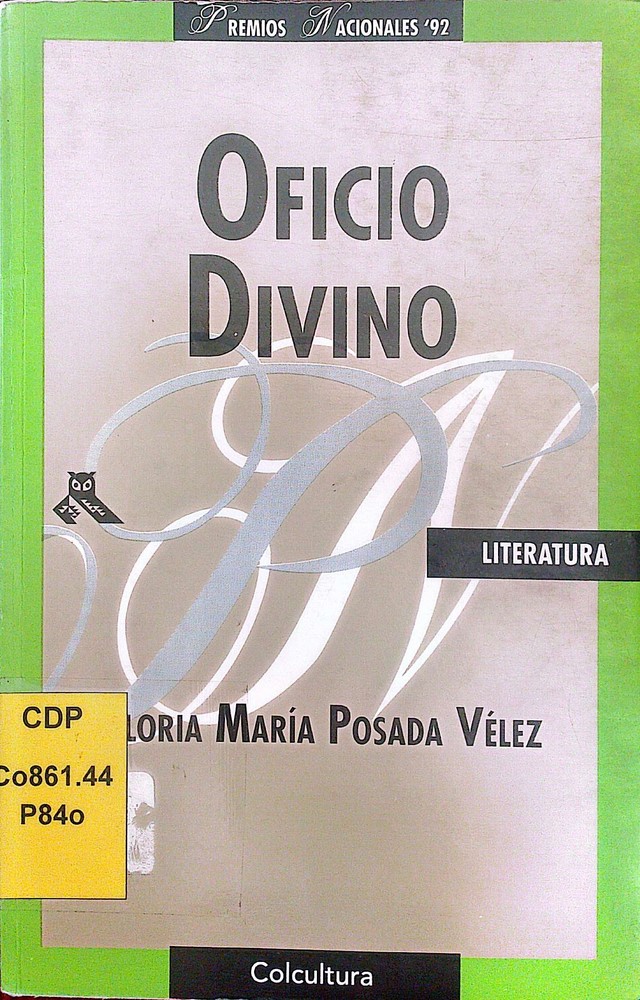 PREMIOS NACIONALES '92
OFICIO
DIVINO
LITERATURA
LORIA MARÍA POSADA VÉLEZ
CDP
Co861.44
P84o
Colcultura